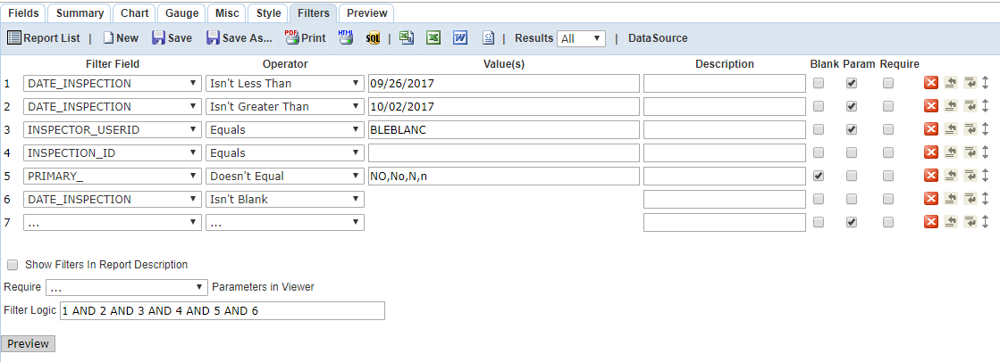 Fields Summary Chart Gauge Misc Style Filters Preview
Report List | New Save Save As... PDF Print HTML SQL | Results All | DataSource
Filter Field Operator Value(s) Description Blank Param Require
1 DATE_INSPECTION Isn't Less Than 09/26/2017
2 DATE_INSPECTION Isn't Greater Than 10/02/2017
3 INSPECTOR_USERID Equals BLEBLANC
4 INSPECTION_ID Equals
5 PRIMARY_ Doesn't Equal NO,No,N,n
6 DATE_INSPECTION Isn't Blank
7 ... ...
Show Filters In Report Description
Require ... Parameters in Viewer
Filter Logic 1 AND 2 AND 3 AND 4 AND 5 AND 6
Preview